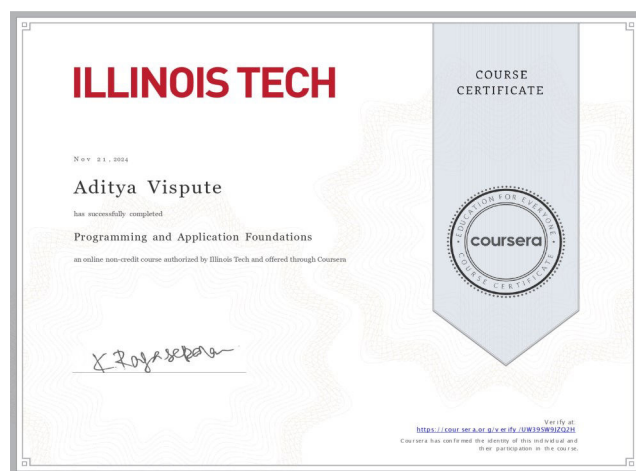 ILLINOIS TECH
COURSE
CERTIFICATE
Nov 21, 2024
Aditya Vispute
has successfully completed
Programming and Application Foundations
an online non-credit course authorized by Illinois Tech and offered through Coursera
EDUCATION FOR EVERYONE
coursera
COURSE CERTIFICATE
Verify at:
https://coursera.org/verify/UW39SW9JZQ2H
Coursera has confirmed the identity of this individual and
their participation in the course.